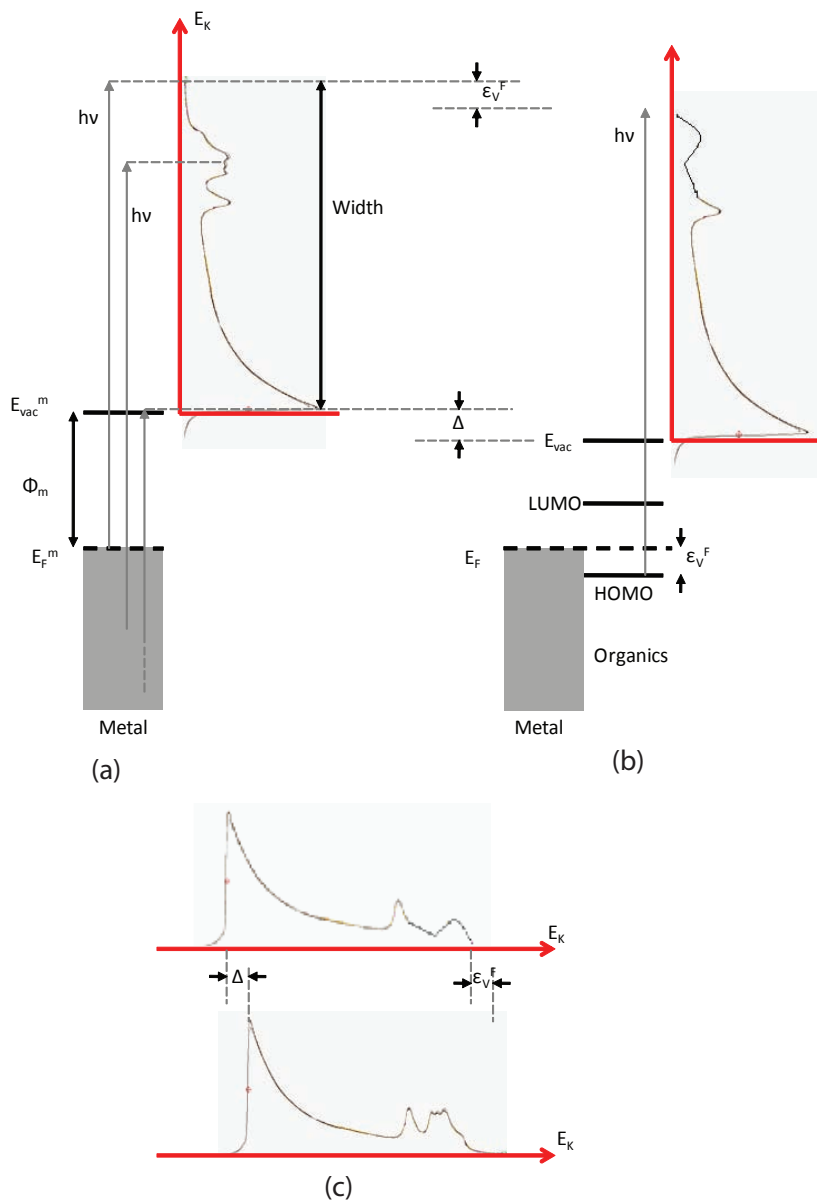 E_K
ε_V^F
hν
hν
Width
E_vac^m
Δ
Φ_m
E_F^m
Metal
(a)
hν
E_vac
LUMO
E_F
ε_V^F
HOMO
Organics
Metal
(b)
E_K
Δ
ε_V^F
E_K
(c)